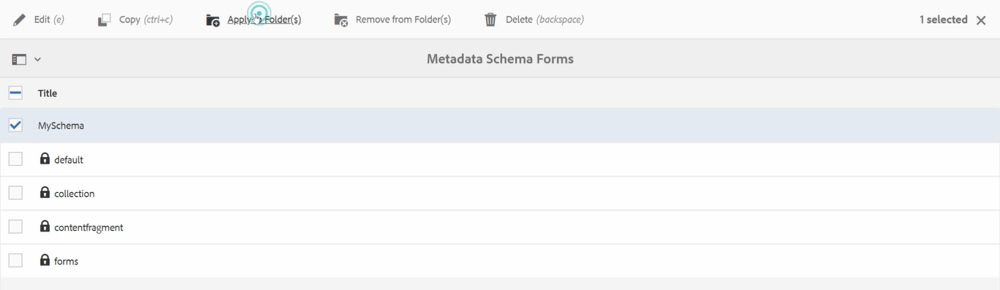 Edit (e) Copy (ctrl+c) Apply to Folder(s) Remove from Folder(s) Delete (backspace) 1 selected
Metadata Schema Forms
Title
MySchema
default
collection
contentfragment
forms